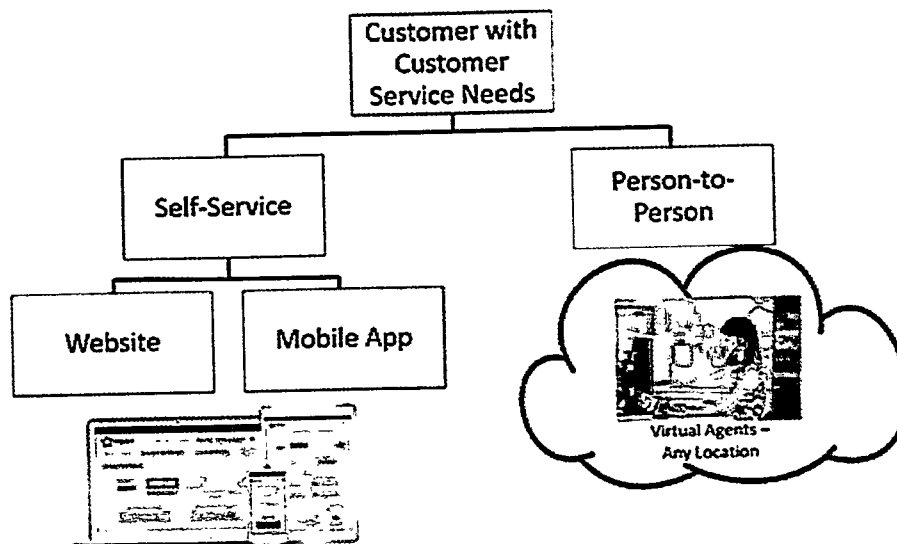 Customer with
Customer
Service Needs
Self-Service
Person-to-
Person
Website
Mobile App
Virtual Agents –
Any Location